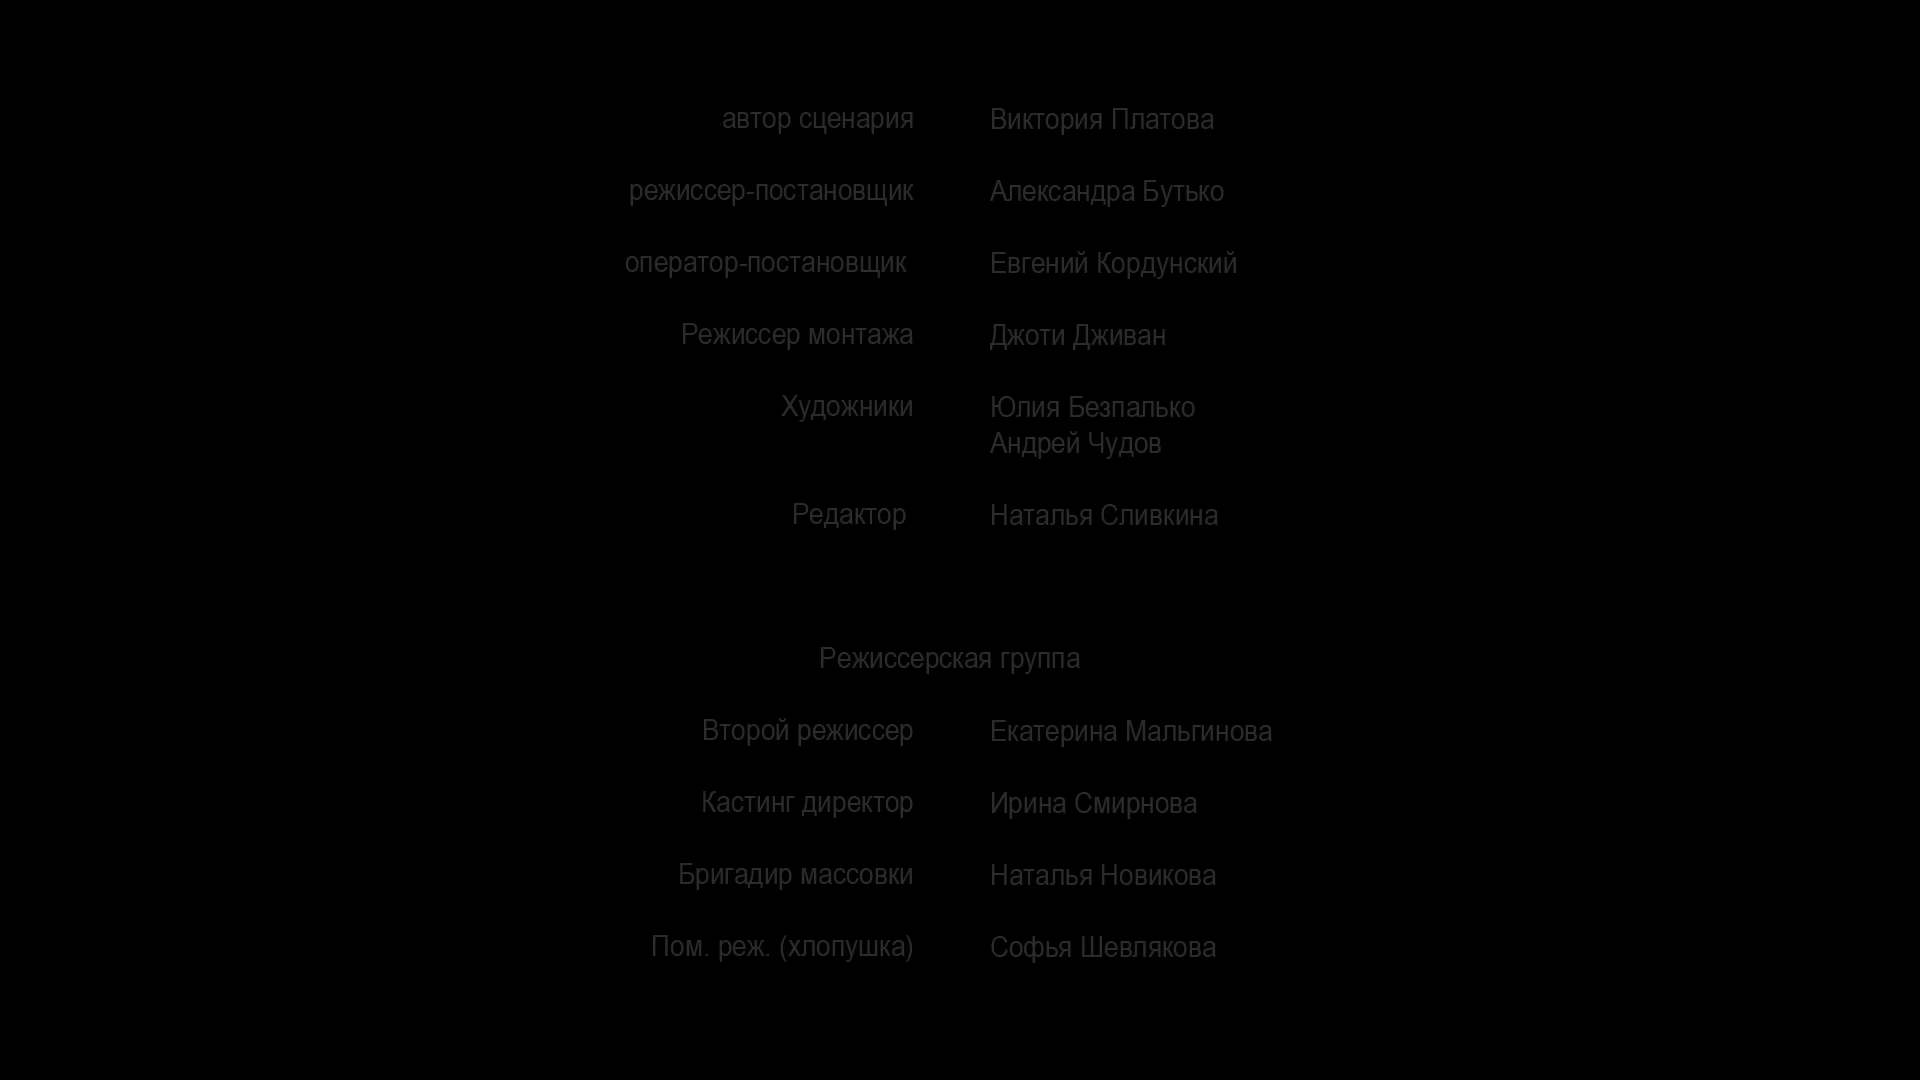 автор сценария Виктория Платова
режиссер-постановщик Александра Бутько
оператор-постановщик Евгений Кордунский
Режиссер монтажа Джоти Дживан
Художники Юлия Безпалько
Андрей Чудов
Редактор Наталья Сливкина
Режиссерская группа
Второй режиссер Екатерина Мальгинова
Кастинг директор Ирина Смирнова
Бригадир массовки Наталья Новикова
Пом. реж. (хлопушка) Софья Шевлякова